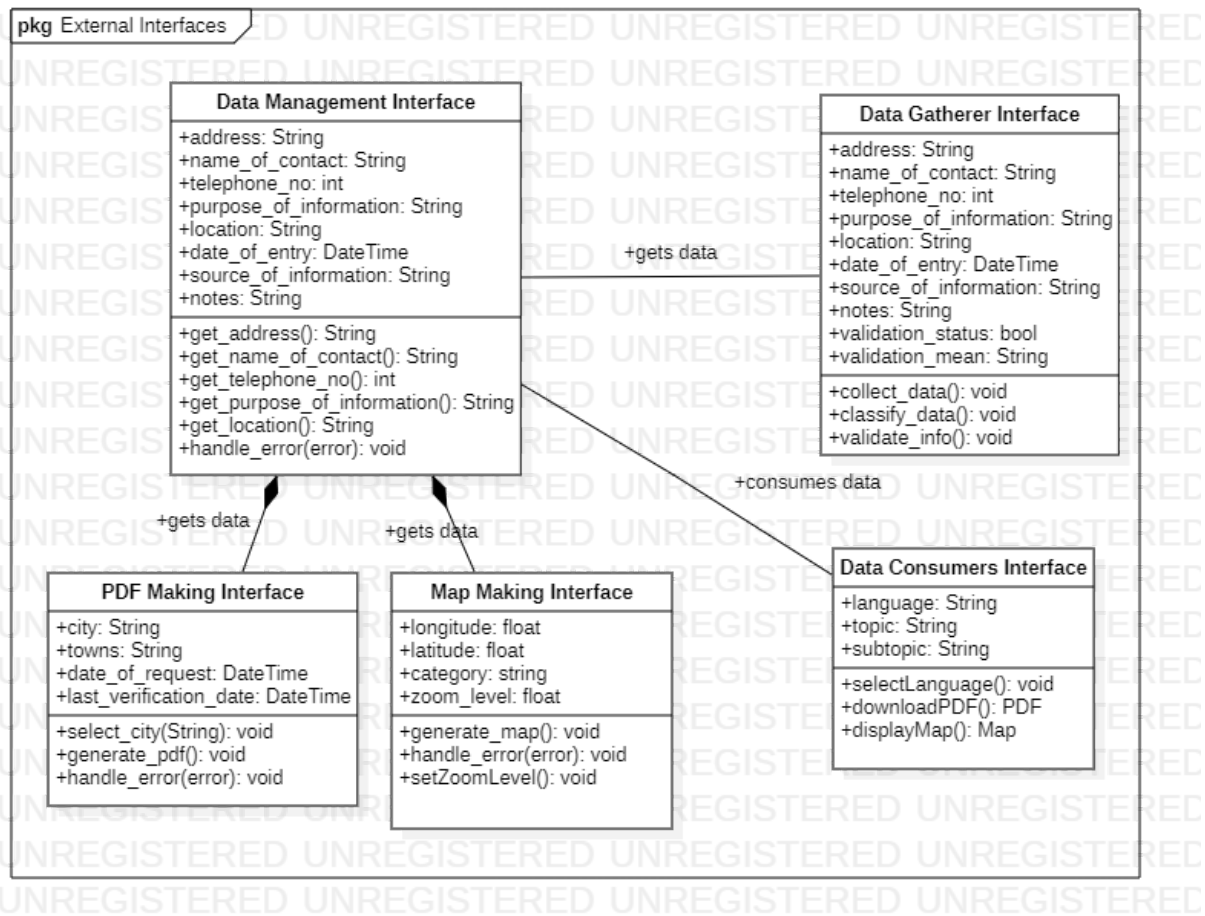 pkg External Interfaces
Data Management Interface
+address: String
+name_of_contact: String
+telephone_no: int
+purpose_of_information: String
+location: String
+date_of_entry: DateTime
+source_of_information: String
+notes: String
+get_address(): String
+get_name_of_contact(): String
+get_telephone_no(): int
+get_purpose_of_information(): String
+get_location(): String
+handle_error(error): void
Data Gatherer Interface
+address: String
+name_of_contact: String
+telephone_no: int
+purpose_of_information: String
+location: String
+date_of_entry: DateTime
+source_of_information: String
+notes: String
+validation_status: bool
+validation_mean: String
+collect_data(): void
+classify_data(): void
+validate_info(): void
+gets data
+consumes data
+gets data
+gets data
PDF Making Interface
+city: String
+towns: String
+date_of_request: DateTime
+last_verification_date: DateTime
+select_city(String): void
+generate_pdf(): void
+handle_error(error): void
Map Making Interface
+longitude: float
+latitude: float
+category: string
+zoom_level: float
+generate_map(): void
+handle_error(error): void
+setZoomLevel(): void
Data Consumers Interface
+language: String
+topic: String
+subtopic: String
+selectLanguage(): void
+downloadPDF(): PDF
+displayMap(): Map
UNREGISTERED UNREGISTERED UNREGISTERED UNREGISTERED